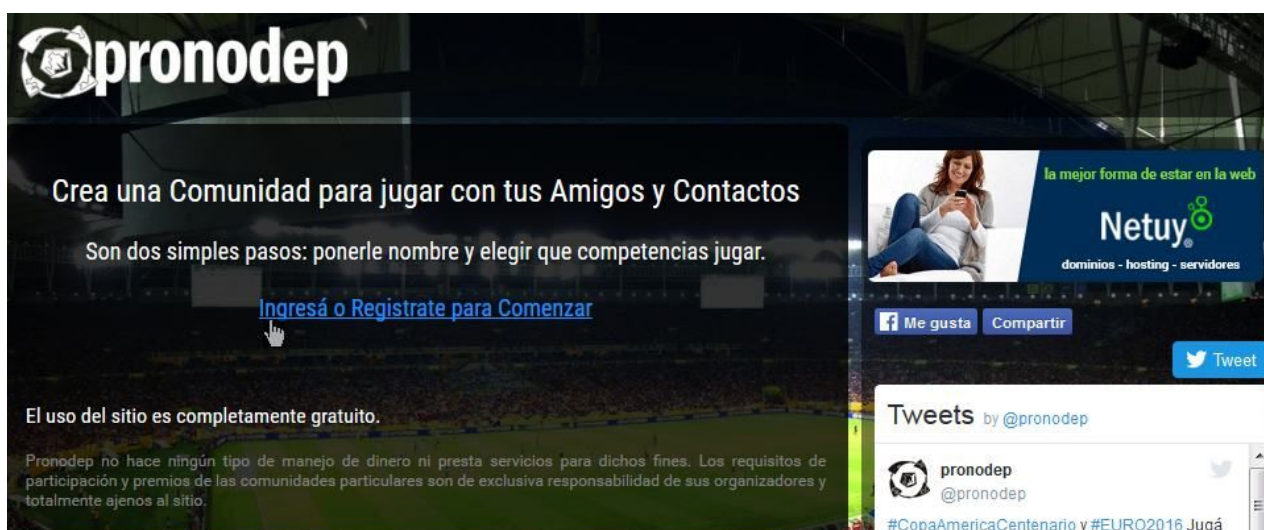 pronodep
Crea una Comunidad para jugar con tus Amigos y Contactos
Son dos simples pasos: ponerle nombre y elegir que competencias jugar.
Ingresá o Registrate para Comenzar
El uso del sitio es completamente gratuito.
Pronodep no hace ningún tipo de manejo de dinero ni presta servicios para dichos fines. Los requisitos de
participación y premios de las comunidades particulares son de exclusiva responsabilidad de sus organizadores y
totalmente ajenos al sitio.
la mejor forma de estar en la web
Netuy®
dominios - hosting - servidores
Me gusta Compartir
Tweet
Tweets by @pronodep
pronodep
@pronodep
#CopaAmericaCentenario y #EURO2016 Jugá